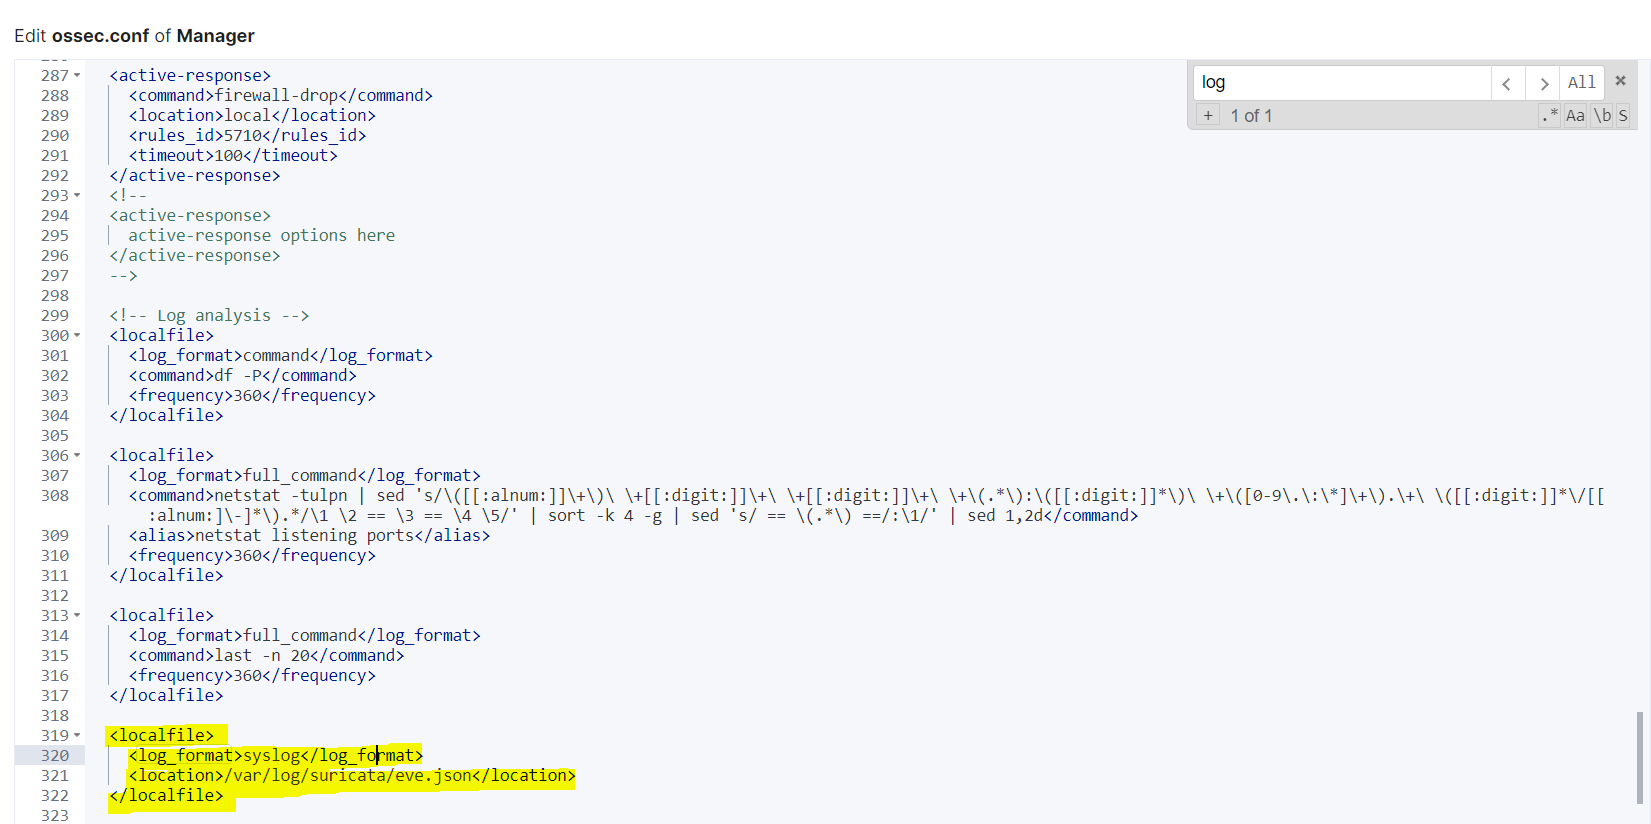 Edit ossec.conf of Manager
log
All
+ 1 of 1
.* Aa \b S
287 <active-response>
288 <command>firewall-drop</command>
289 <location>local</location>
290 <rules_id>5710</rules_id>
291 <timeout>100</timeout>
292 </active-response>
293 <!--
294 <active-response>
295 active-response options here
296 </active-response>
297 -->
298
299 <!-- Log analysis -->
300 <localfile>
301 <log_format>command</log_format>
302 <command>df -P</command>
303 <frequency>360</frequency>
304 </localfile>
305
306 <localfile>
307 <log_format>full_command</log_format>
308 <command>netstat -tulpn | sed 's/\([[:alnum:]]\+\)\ \+[[:digit:]]\+\ \+[[:digit:]]\+\ \+\(.*\):\([[:digit:]]*\)\ \+\([0-9\.\:\*]\+\).\+\ \([[:digit:]]*\/[[
:alnum:]\-]*\).*/\1 \2 == \3 == \4 \5/' | sort -k 4 -g | sed 's/ == \(.*\) ==/:\1/' | sed 1,2d</command>
309 <alias>netstat listening ports</alias>
310 <frequency>360</frequency>
311 </localfile>
312
313 <localfile>
314 <log_format>full_command</log_format>
315 <command>last -n 20</command>
316 <frequency>360</frequency>
317 </localfile>
318
319 <localfile>
320 <log_format>syslog</log_format>
321 <location>/var/log/suricata/eve.json</location>
322 </localfile>
323